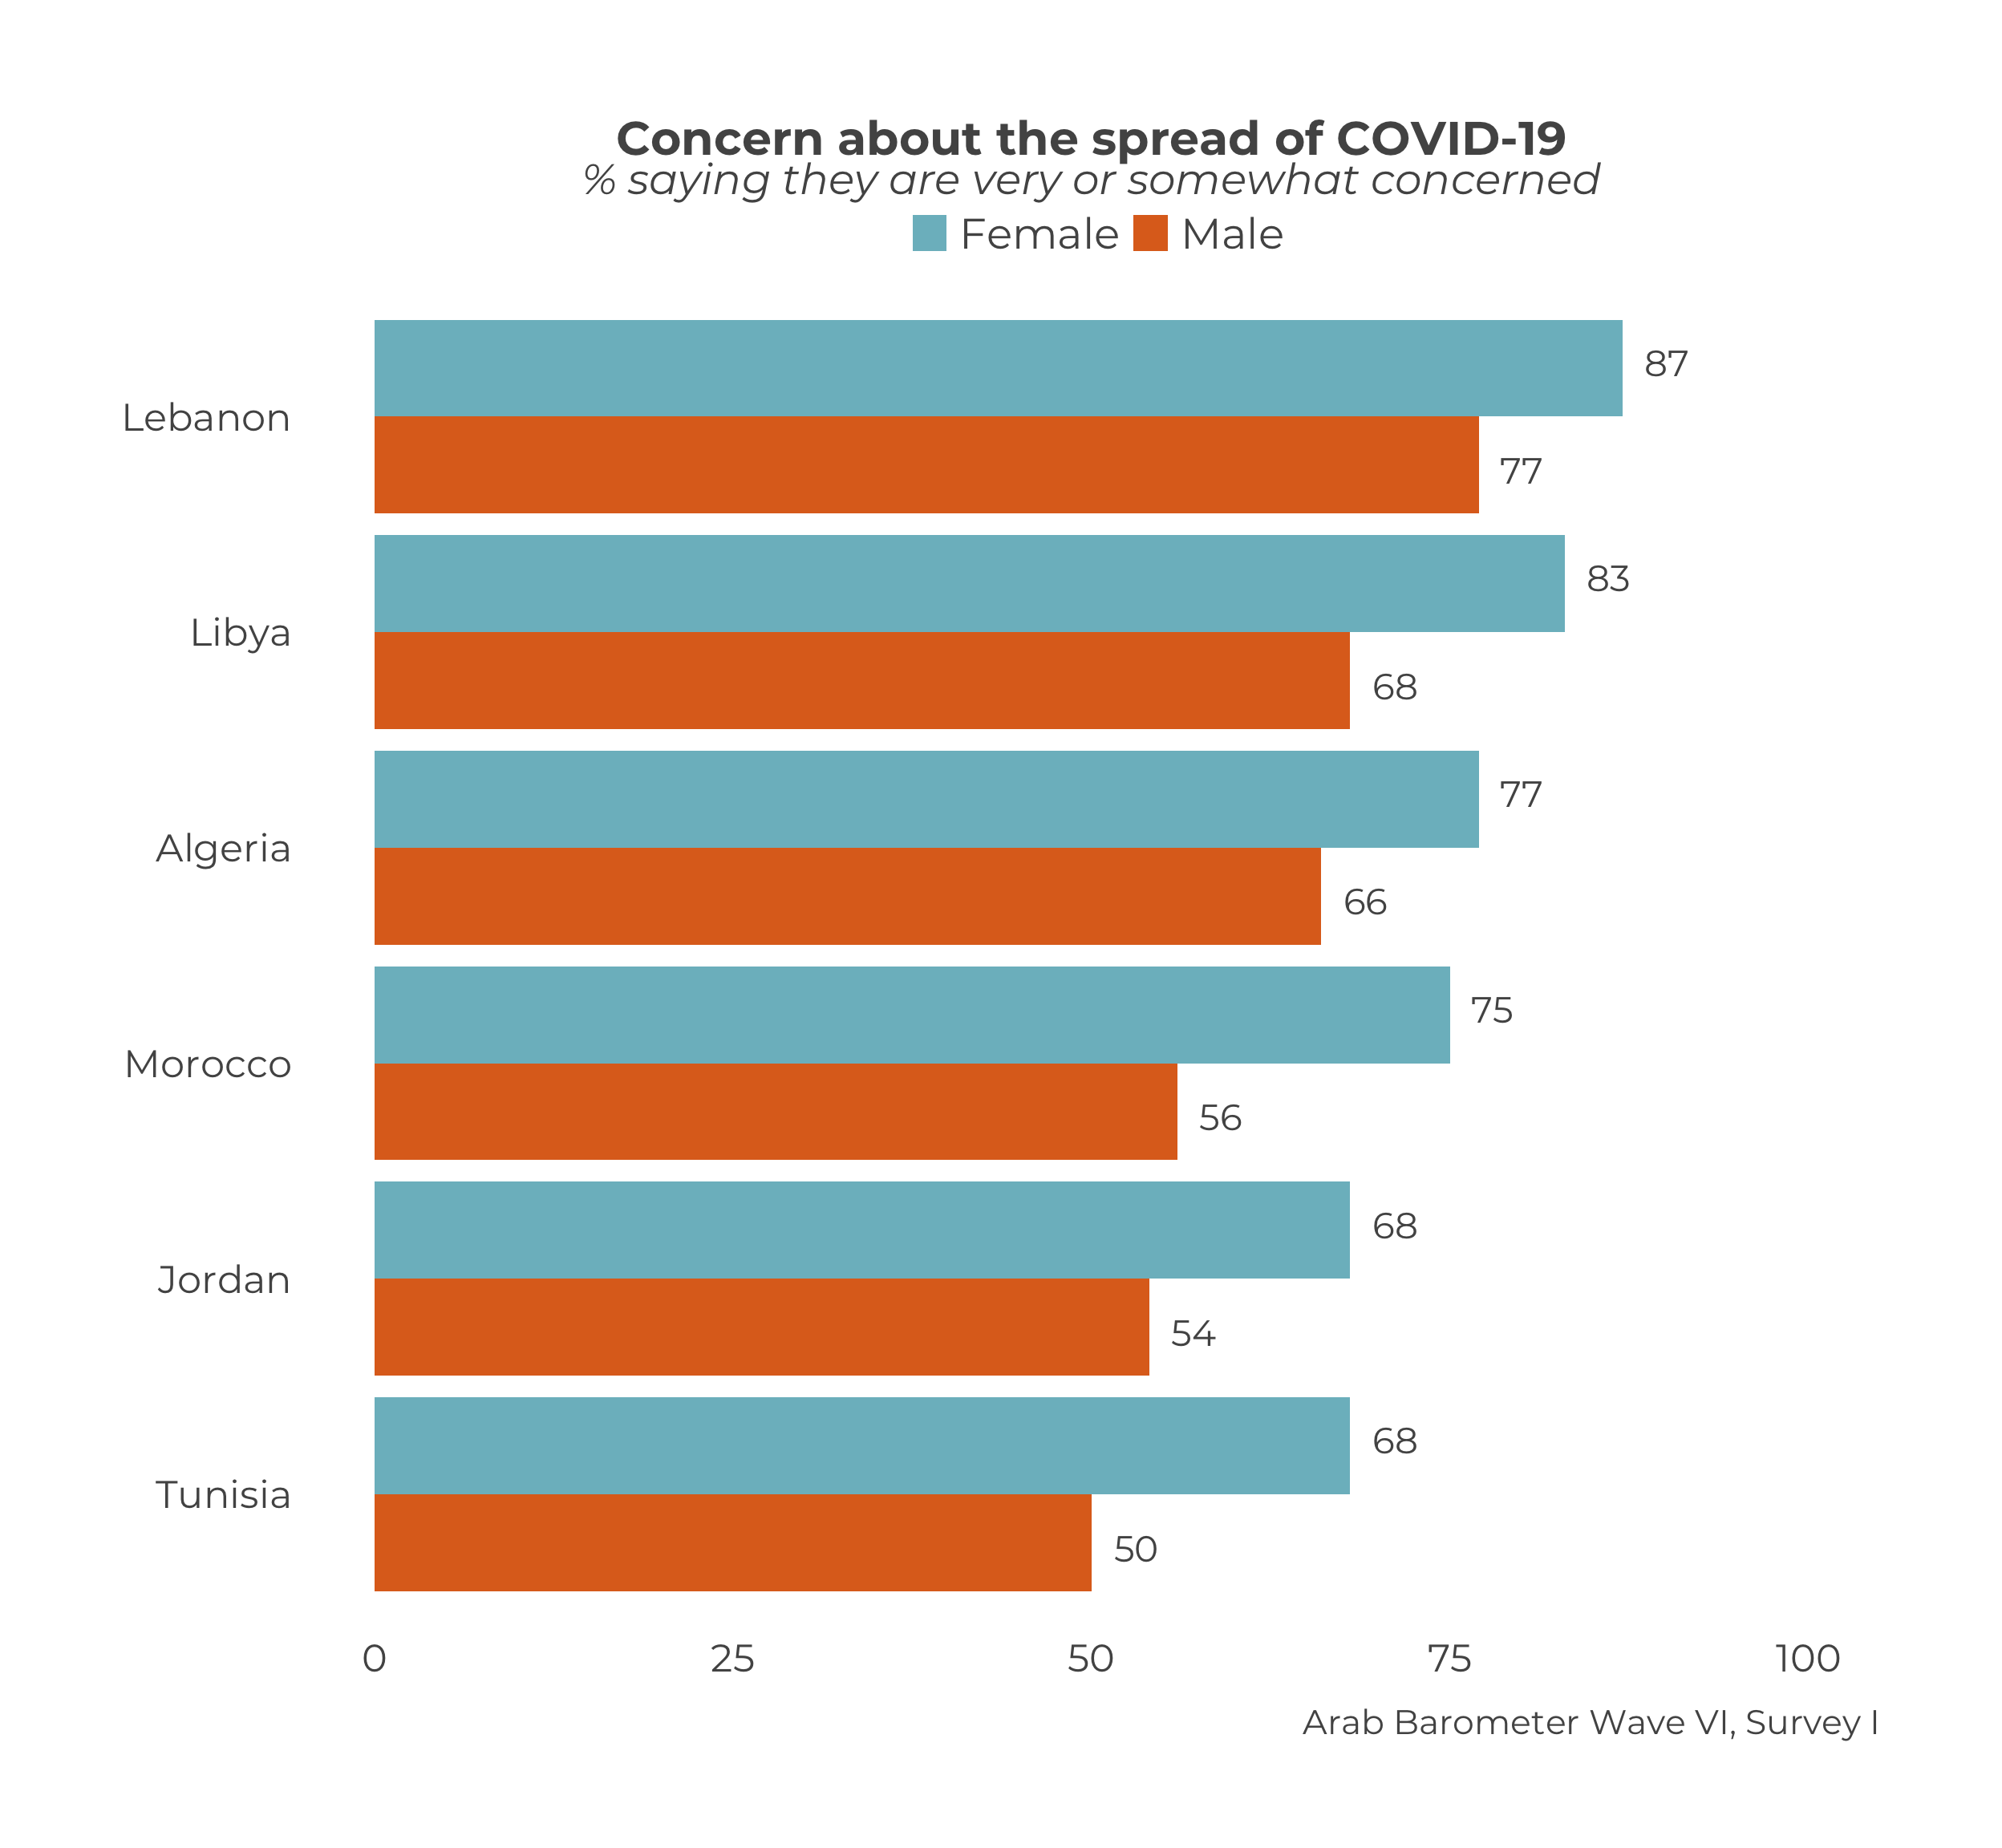 Concern about the spread of COVID-19
% saying they are very or somewhat concerned
Female Male
Lebanon
87
77
Libya
83
68
Algeria
77
66
Morocco
75
56
Jordan
68
54
Tunisia
68
50
0 25 50 75 100
Arab Barometer Wave VI, Survey I